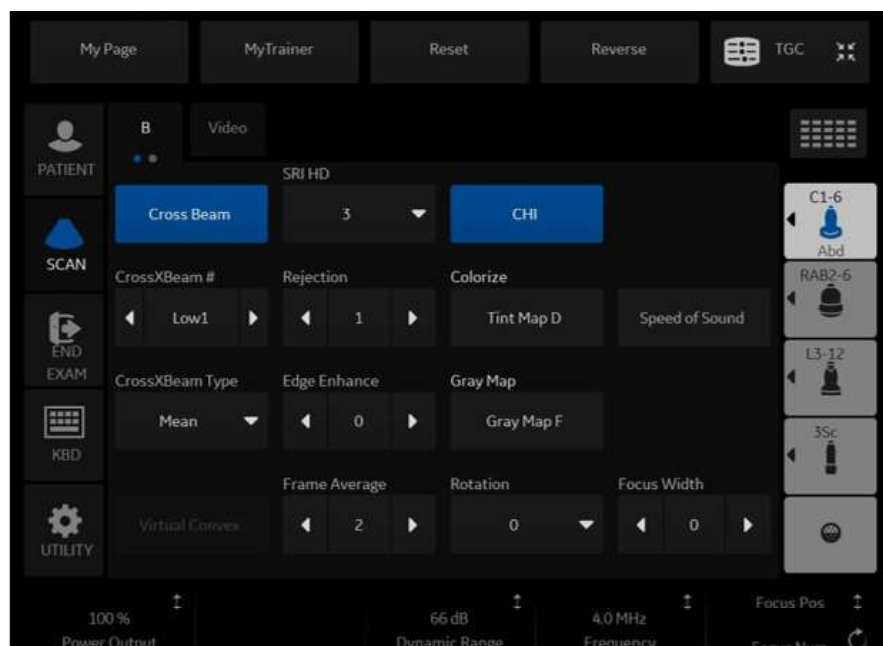 My Page
MyTrainer
Reset
Reverse
TGC
PATIENT
B
Video
SRI HD
Cross Beam
3
CHI
C1-6
Abd
SCAN
CrossXBeam #
Rejection
Colorize
RAB2-6
Low1
1
Tint Map D
Speed of Sound
END
EXAM
CrossXBeam Type
Edge Enhance
Gray Map
L3-12
Mean
0
Gray Map F
KBD
3Sc
Frame Average
Rotation
Focus Width
Virtual Convex
2
0
0
UTILITY
100 %
66 dB
4.0 MHz
Focus Pos
Power Output
Dynamic Range
Frequency
Focus Num